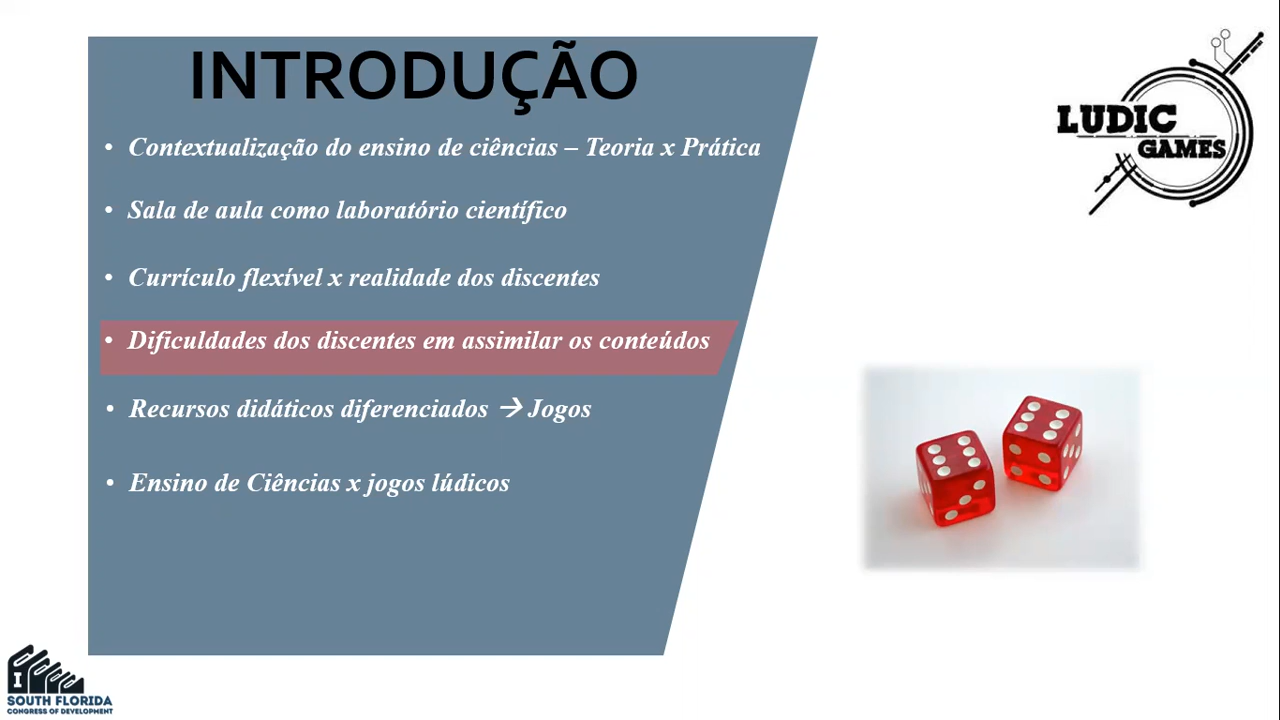 INTRODUÇÃO
• Contextualização do ensino de ciências – Teoria x Prática
• Sala de aula como laboratório científico
• Currículo flexível x realidade dos discentes
• Dificuldades dos discentes em assimilar os conteúdos
• Recursos didáticos diferenciados → Jogos
• Ensino de Ciências x jogos lúdicos
LUDIC
GAMES
I
SOUTH FLORIDA
CONGRESS OF DEVELOPMENT